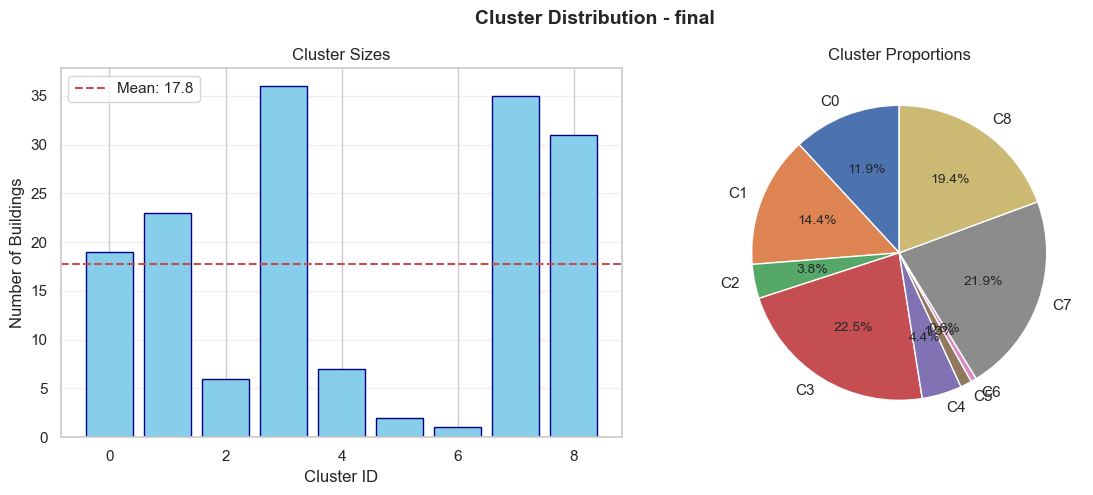 Cluster Distribution - final
Cluster Sizes
Mean: 17.8
35
30
25
20
15
10
5
0
Number of Buildings
0 2 4 6 8
Cluster ID
Cluster Proportions
C0
11.9%
C1
14.4%
C2
3.8%
C3
22.5%
C4
4.4%
C5
C6
0.6%
C7
21.9%
C8
19.4%